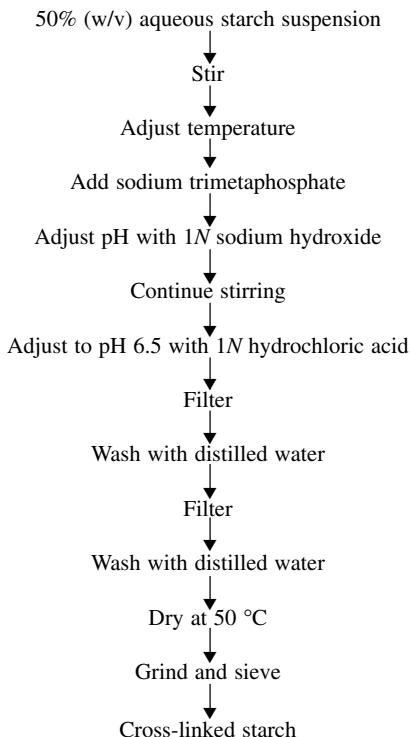 50% (w/v) aqueous starch suspension
Stir
Adjust temperature
Add sodium trimetaphosphate
Adjust pH with 1N sodium hydroxide
Continue stirring
Adjust to pH 6.5 with 1N hydrochloric acid
Filter
Wash with distilled water
Filter
Wash with distilled water
Dry at 50 °C
Grind and sieve
Cross-linked starch